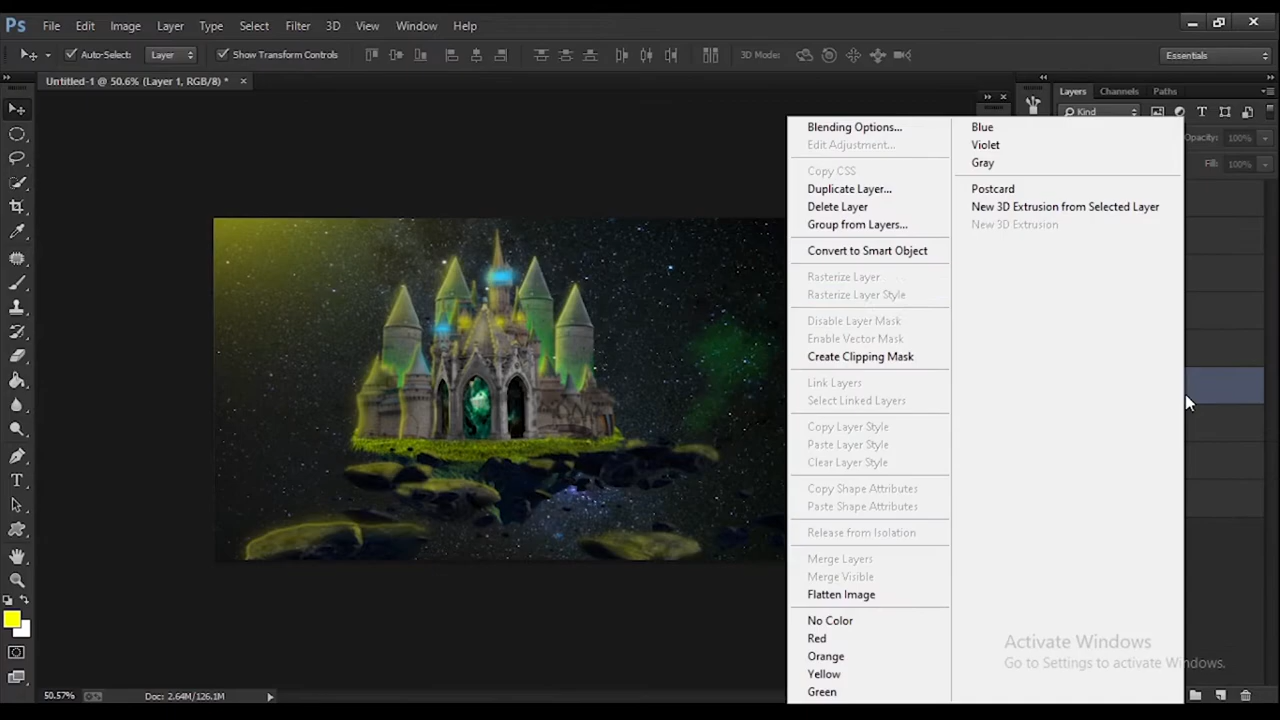 Ps File Edit Image Layer Type Select Filter 3D View Window Help
Auto-Select: Layer Show Transform Controls 3D Mode: Essentials
Untitled-1 @ 50.6% (Layer 1, RGB/8) * ×
Layers Channels Paths
Kind
Opacity: 100%
Fill: 100%
Blending Options...
Edit Adjustment...
Copy CSS
Duplicate Layer...
Delete Layer
Group from Layers...
Convert to Smart Object
Rasterize Layer
Rasterize Layer Style
Disable Layer Mask
Enable Vector Mask
Create Clipping Mask
Link Layers
Select Linked Layers
Copy Layer Style
Paste Layer Style
Clear Layer Style
Copy Shape Attributes
Paste Shape Attributes
Release from Isolation
Merge Layers
Merge Visible
Flatten Image
No Color
Red
Orange
Yellow
Green
Blue
Violet
Gray
Postcard
New 3D Extrusion from Selected Layer
New 3D Extrusion
Activate Windows
Go to Settings to activate Windows.
50.57% Doc: 2.64M/126.1M